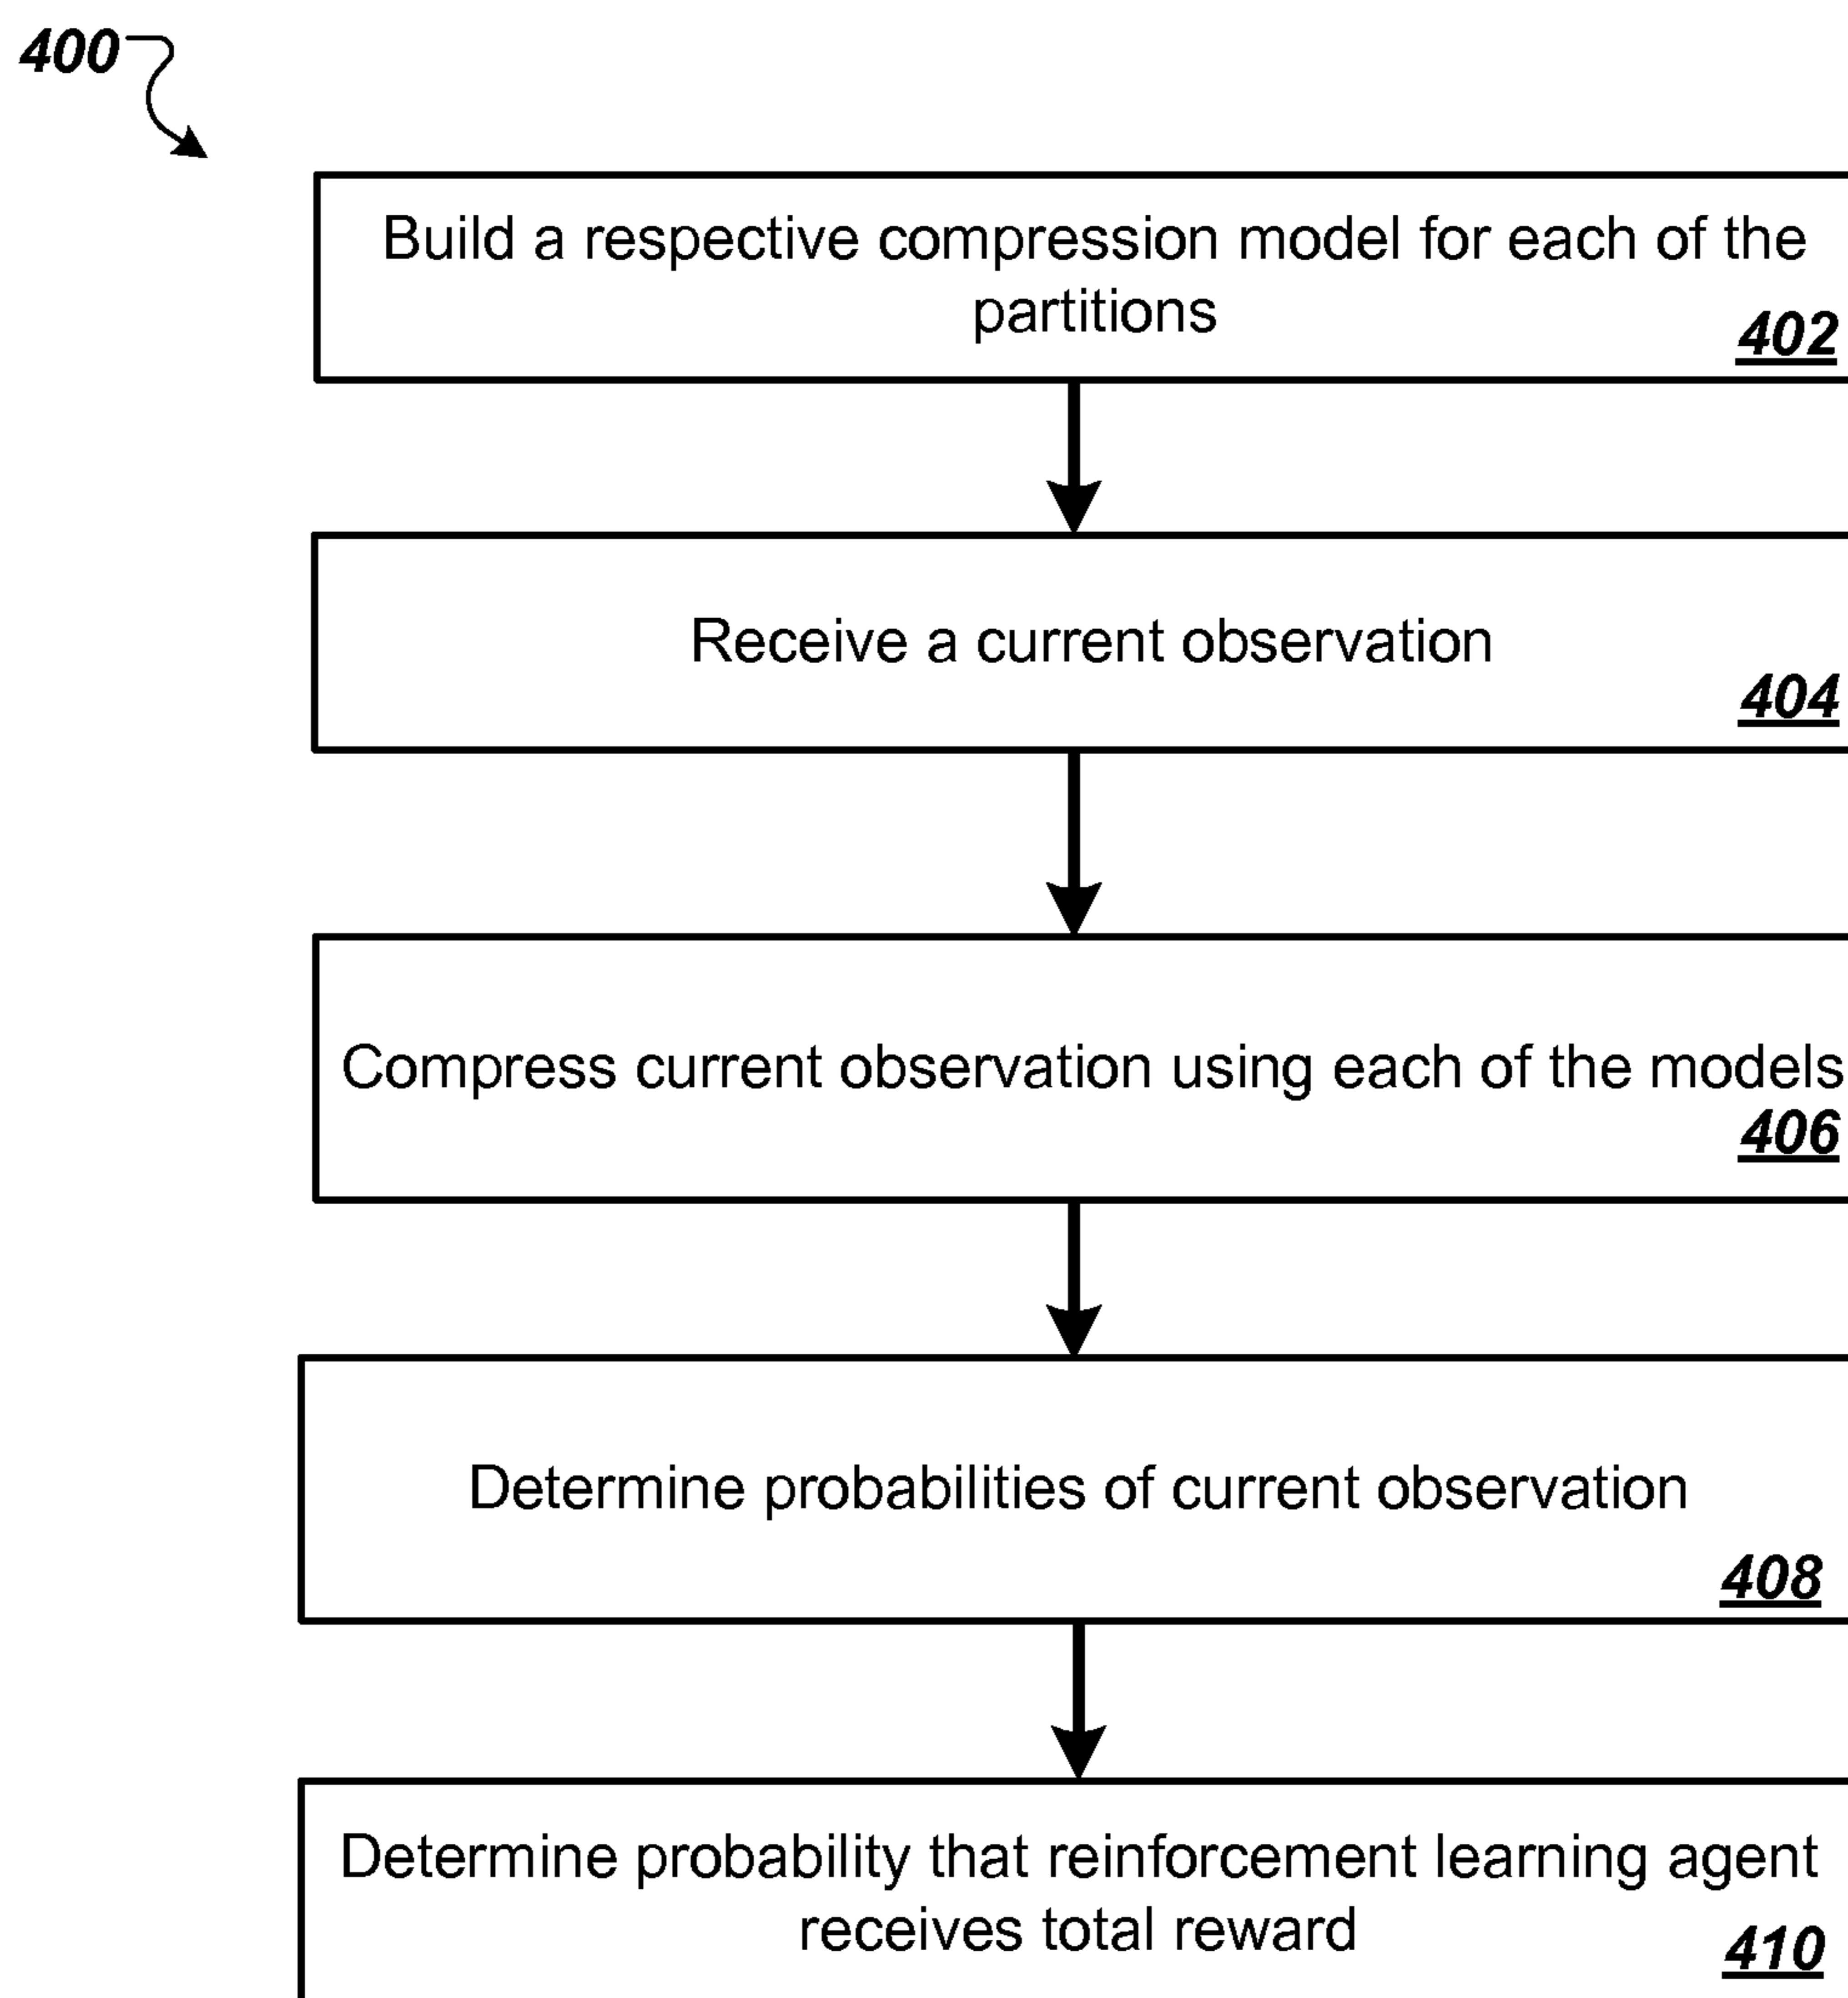 400
Build a respective compression model for each of the
partitions
402
Receive a current observation
404
Compress current observation using each of the models
406
Determine probabilities of current observation
408
Determine probability that reinforcement learning agent
receives total reward
410